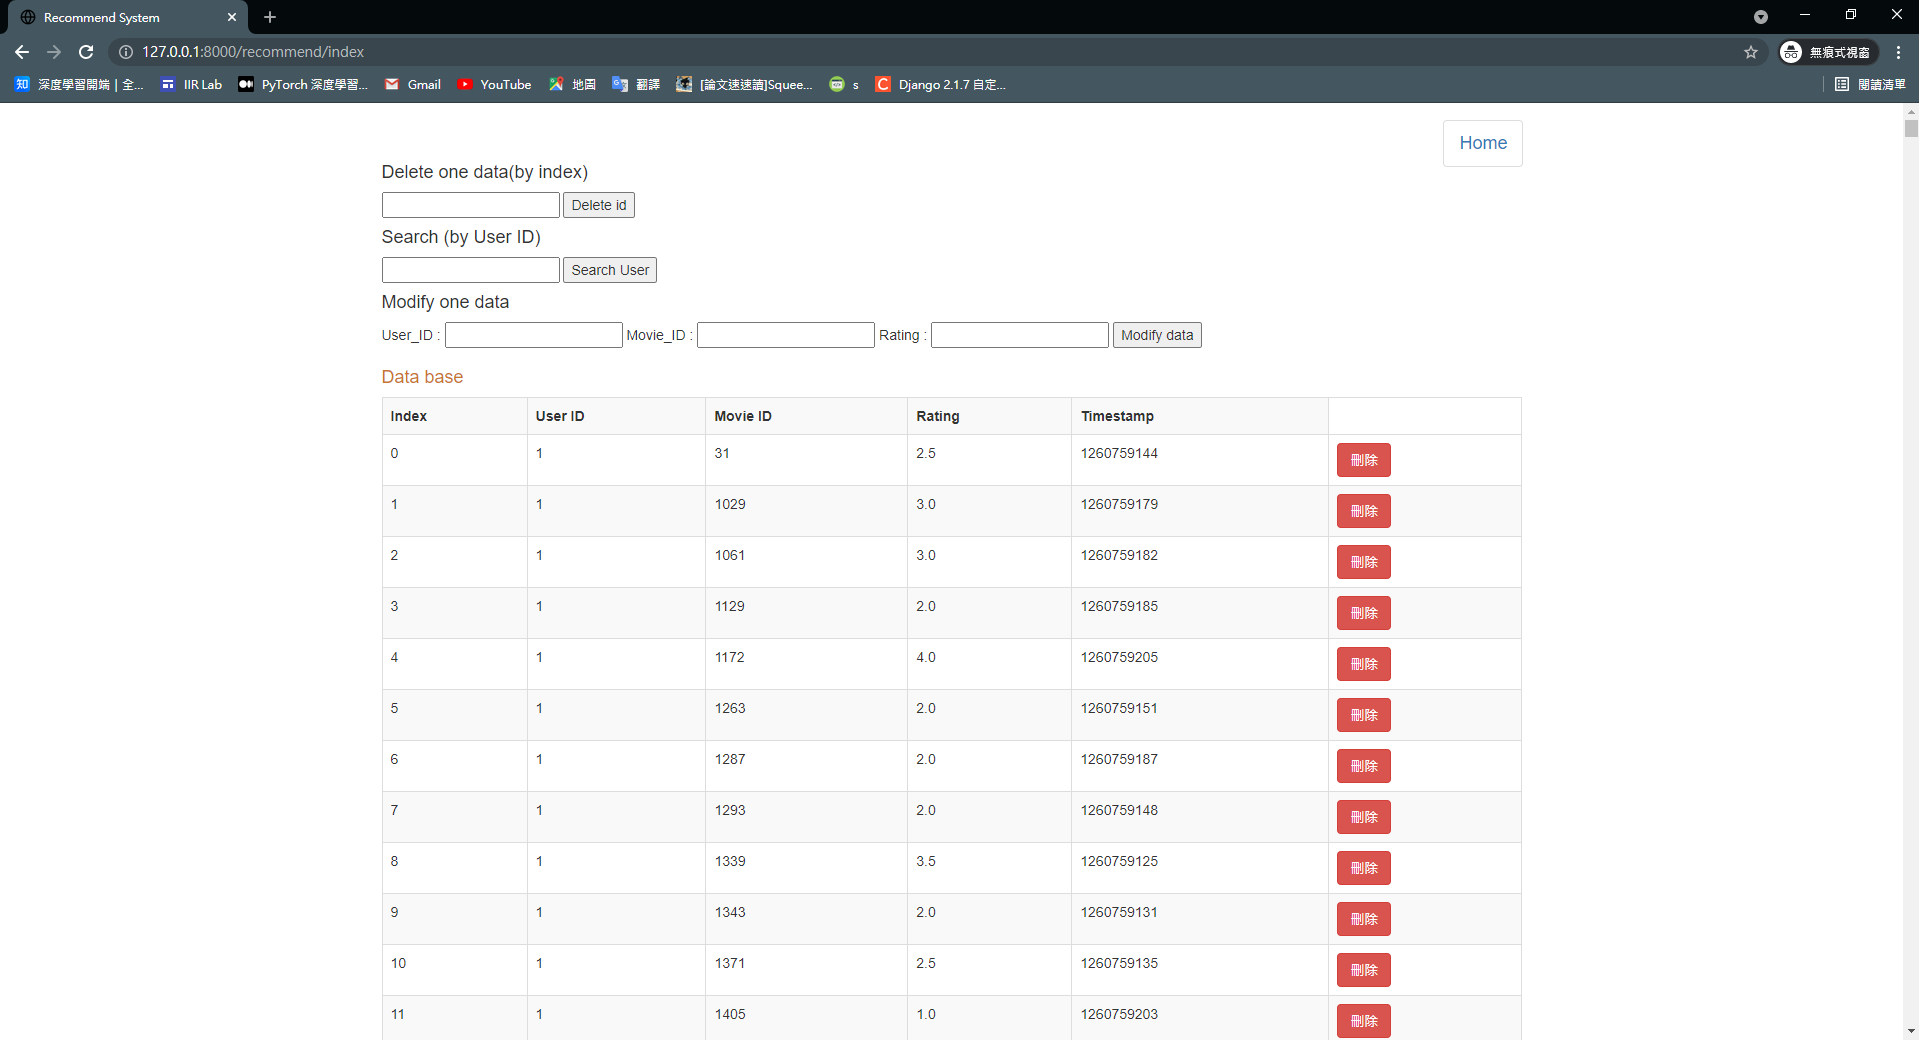 Recommend System
127.0.0.1:8000/recommend/index
無痕式視窗
知 深度學習開端 | 全... IIR Lab PyTorch 深度學習... Gmail YouTube 地圖 翻譯 [論文速速讀]Squee... s C Django 2.1.7 自定... 閱讀清單
Home
Delete one data(by index)
Delete id
Search (by User ID)
Search User
Modify one data
User_ID : Movie_ID : Rating : Modify data
Data base
Index User ID Movie ID Rating Timestamp
0 1 31 2.5 1260759144 刪除
1 1 1029 3.0 1260759179 刪除
2 1 1061 3.0 1260759182 刪除
3 1 1129 2.0 1260759185 刪除
4 1 1172 4.0 1260759205 刪除
5 1 1263 2.0 1260759151 刪除
6 1 1287 2.0 1260759187 刪除
7 1 1293 2.0 1260759148 刪除
8 1 1339 3.5 1260759125 刪除
9 1 1343 2.0 1260759131 刪除
10 1 1371 2.5 1260759135 刪除
11 1 1405 1.0 1260759203 刪除